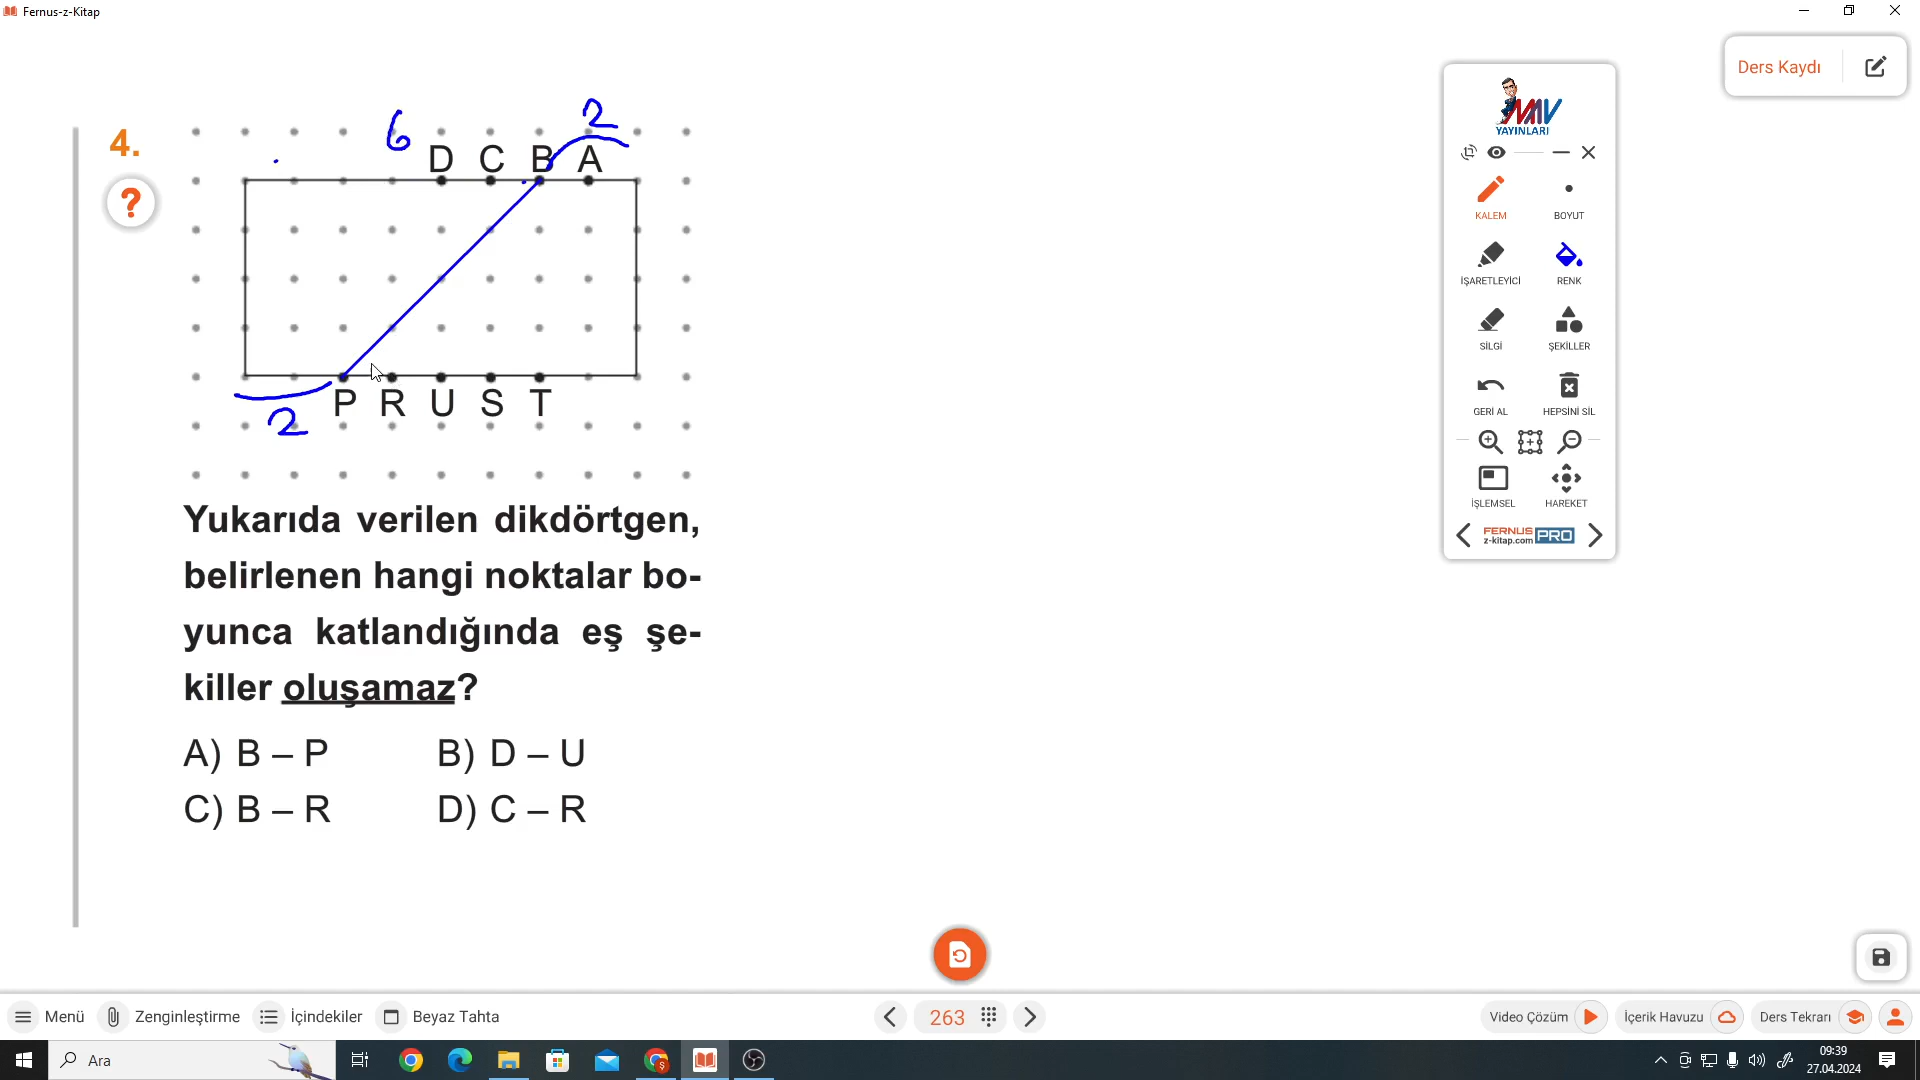 Fernus-z-Kitap
Ders Kaydı
4.
6
2
D C B A
P R U S T
2
Yukarıda verilen dikdörtgen,
belirlenen hangi noktalar bo-
yunca katlandığında eş şe-
killer oluşamaz?
A) B – P
B) D – U
C) B – R
D) C – R
MAV
YAYINLARI
KALEM
BOYUT
İŞARETLEYİCİ
RENK
SİLGİ
ŞEKİLLER
GERİ AL
HEPSİNİ SİL
İŞLEMSEL
HAREKET
FERNUS
z-kitap.com
PRO
Menü
Zenginleştirme
İçindekiler
Beyaz Tahta
263
Video Çözüm
İçerik Havuzu
Ders Tekrarı
Ara
09:39
27.04.2024